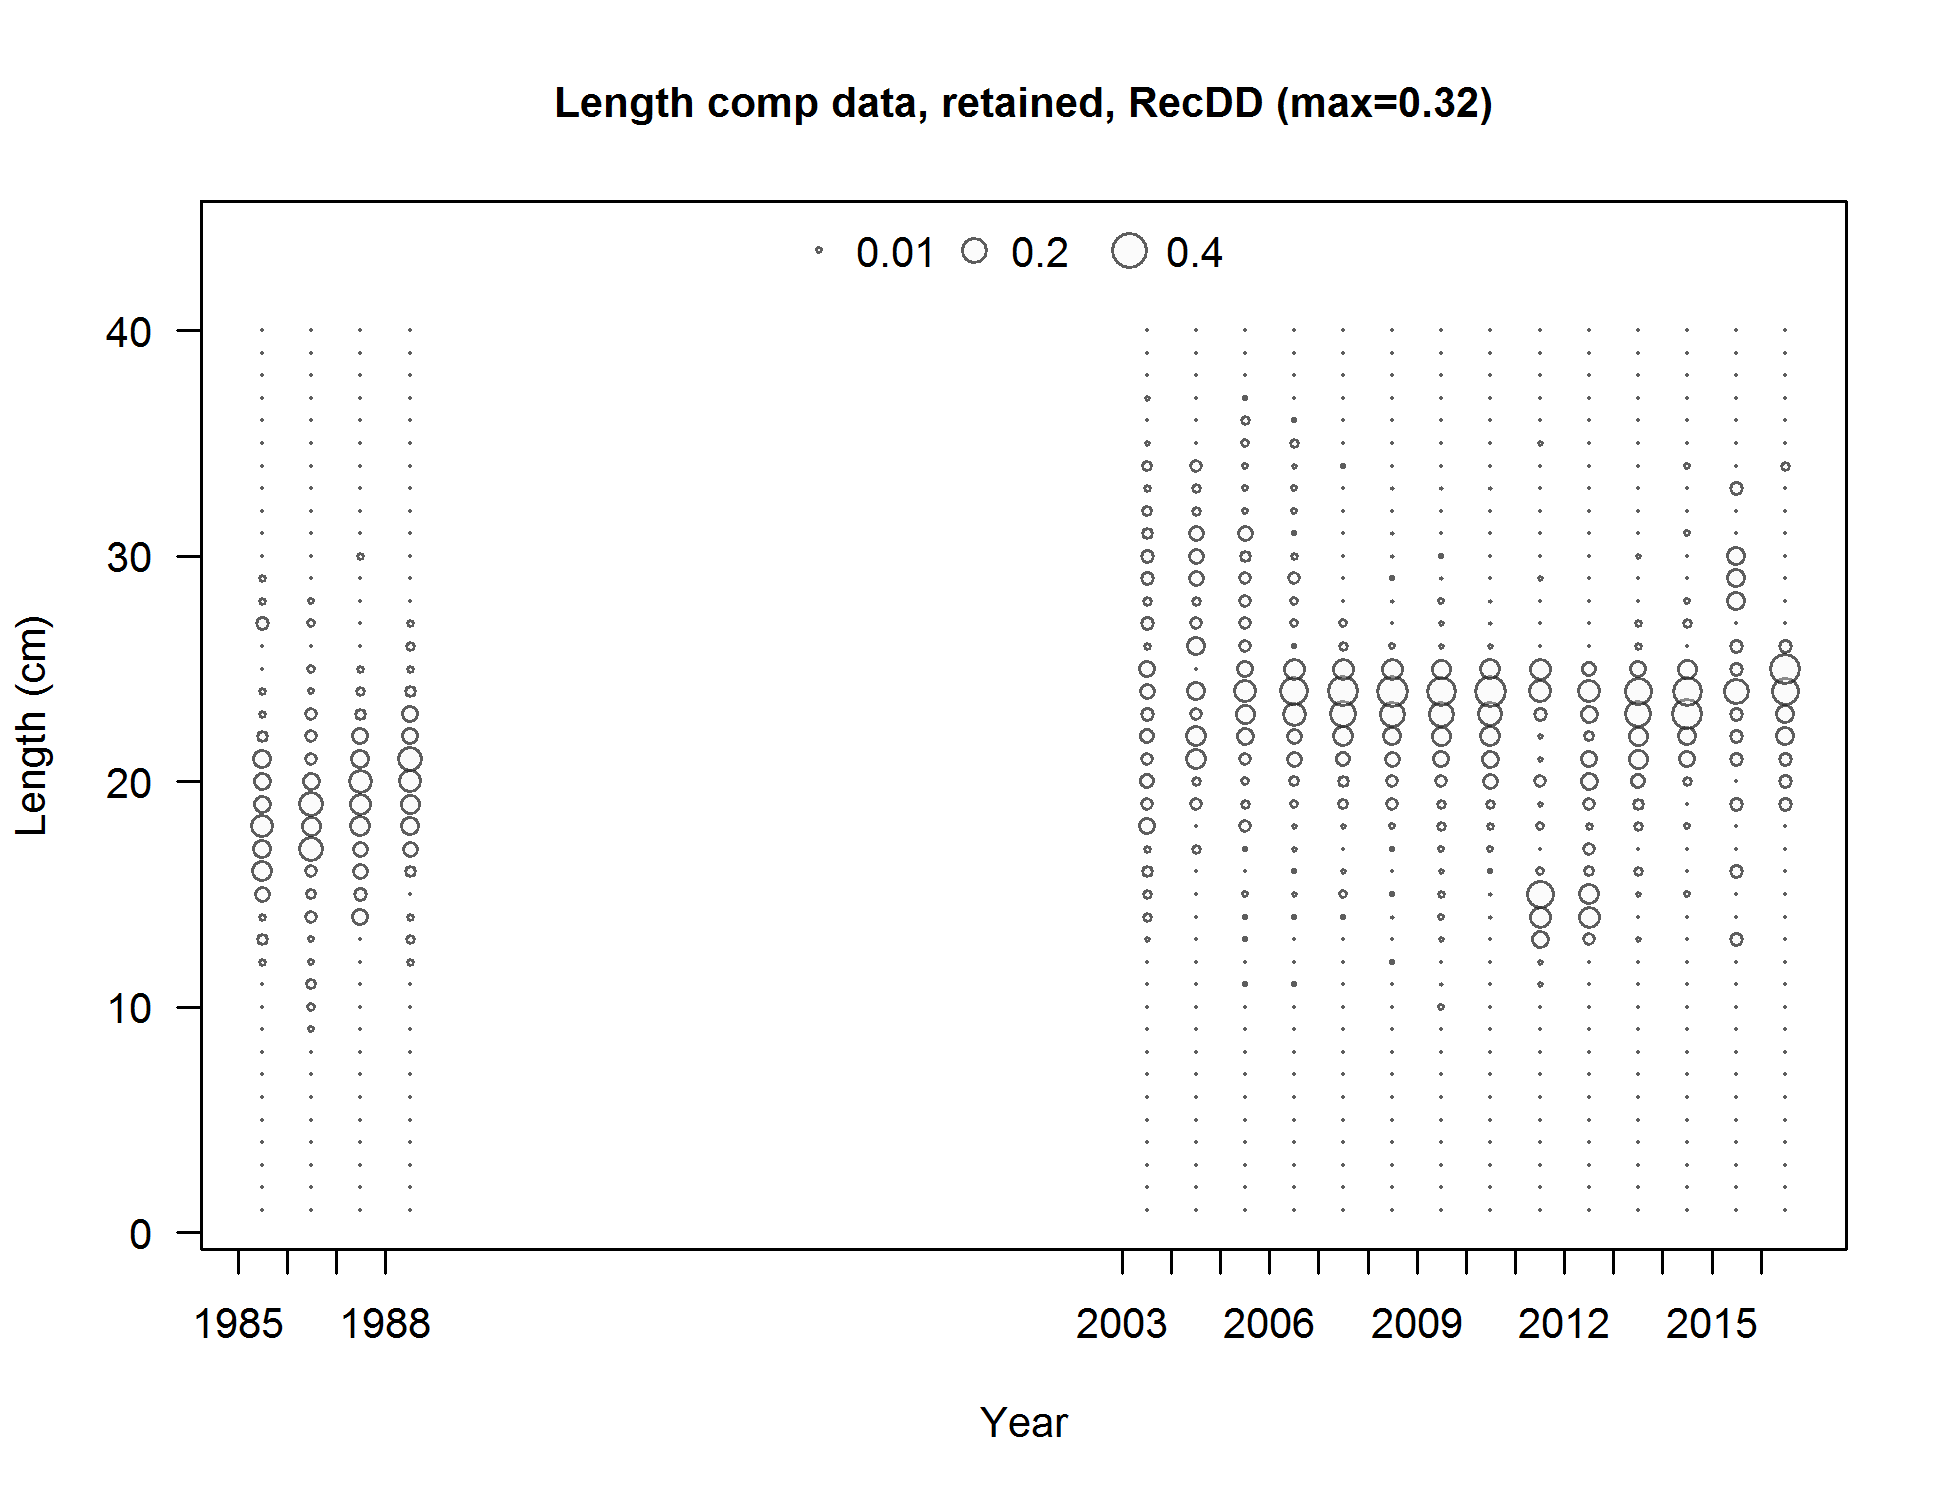 Length comp data, retained, RecDD (max=0.32)
0.01 0.2 0.4
40
30
20
10
0
Length (cm)
1985 1988 2003 2006 2009 2012 2015
Year